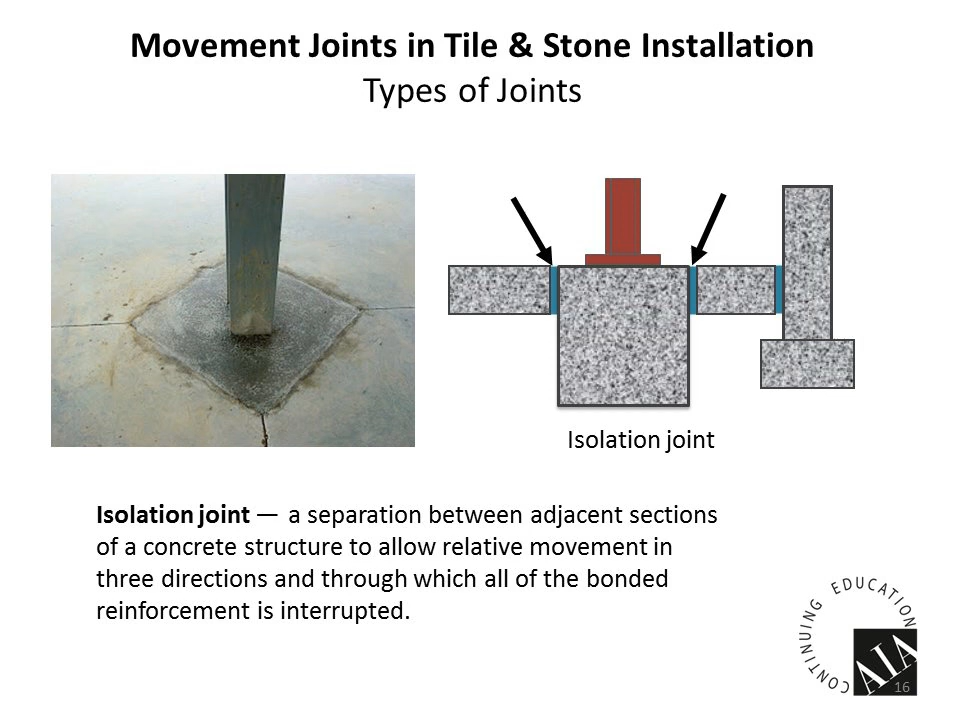 Movement Joints in Tile & Stone Installation
Types of Joints
Isolation joint
Isolation joint — a separation between adjacent sections
of a concrete structure to allow relative movement in
three directions and through which all of the bonded
reinforcement is interrupted.
CONTINUING EDUCATION
AIA
16